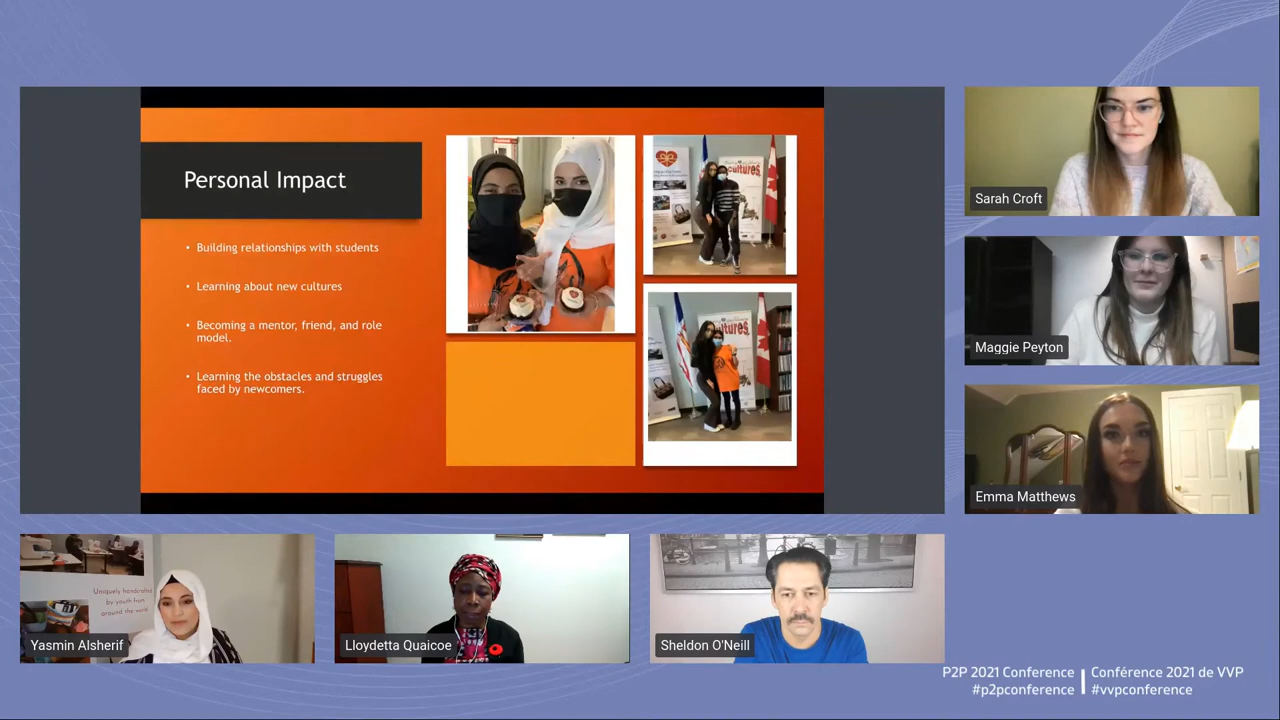 Personal Impact
• Building relationships with students
• Learning about new cultures
• Becoming a mentor, friend, and role
model.
• Learning the obstacles and struggles
faced by newcomers.
cultures
cultures
Sarah Croft
Maggie Peyton
Emma Matthews
Uniquely handcrafted
by youth from
around the world
Yasmin Alsherif
Lloydetta Quaicoe
Sheldon O'Neill
P2P 2021 Conference
#p2pconference
Conférence 2021 de VVP
#vvpconference